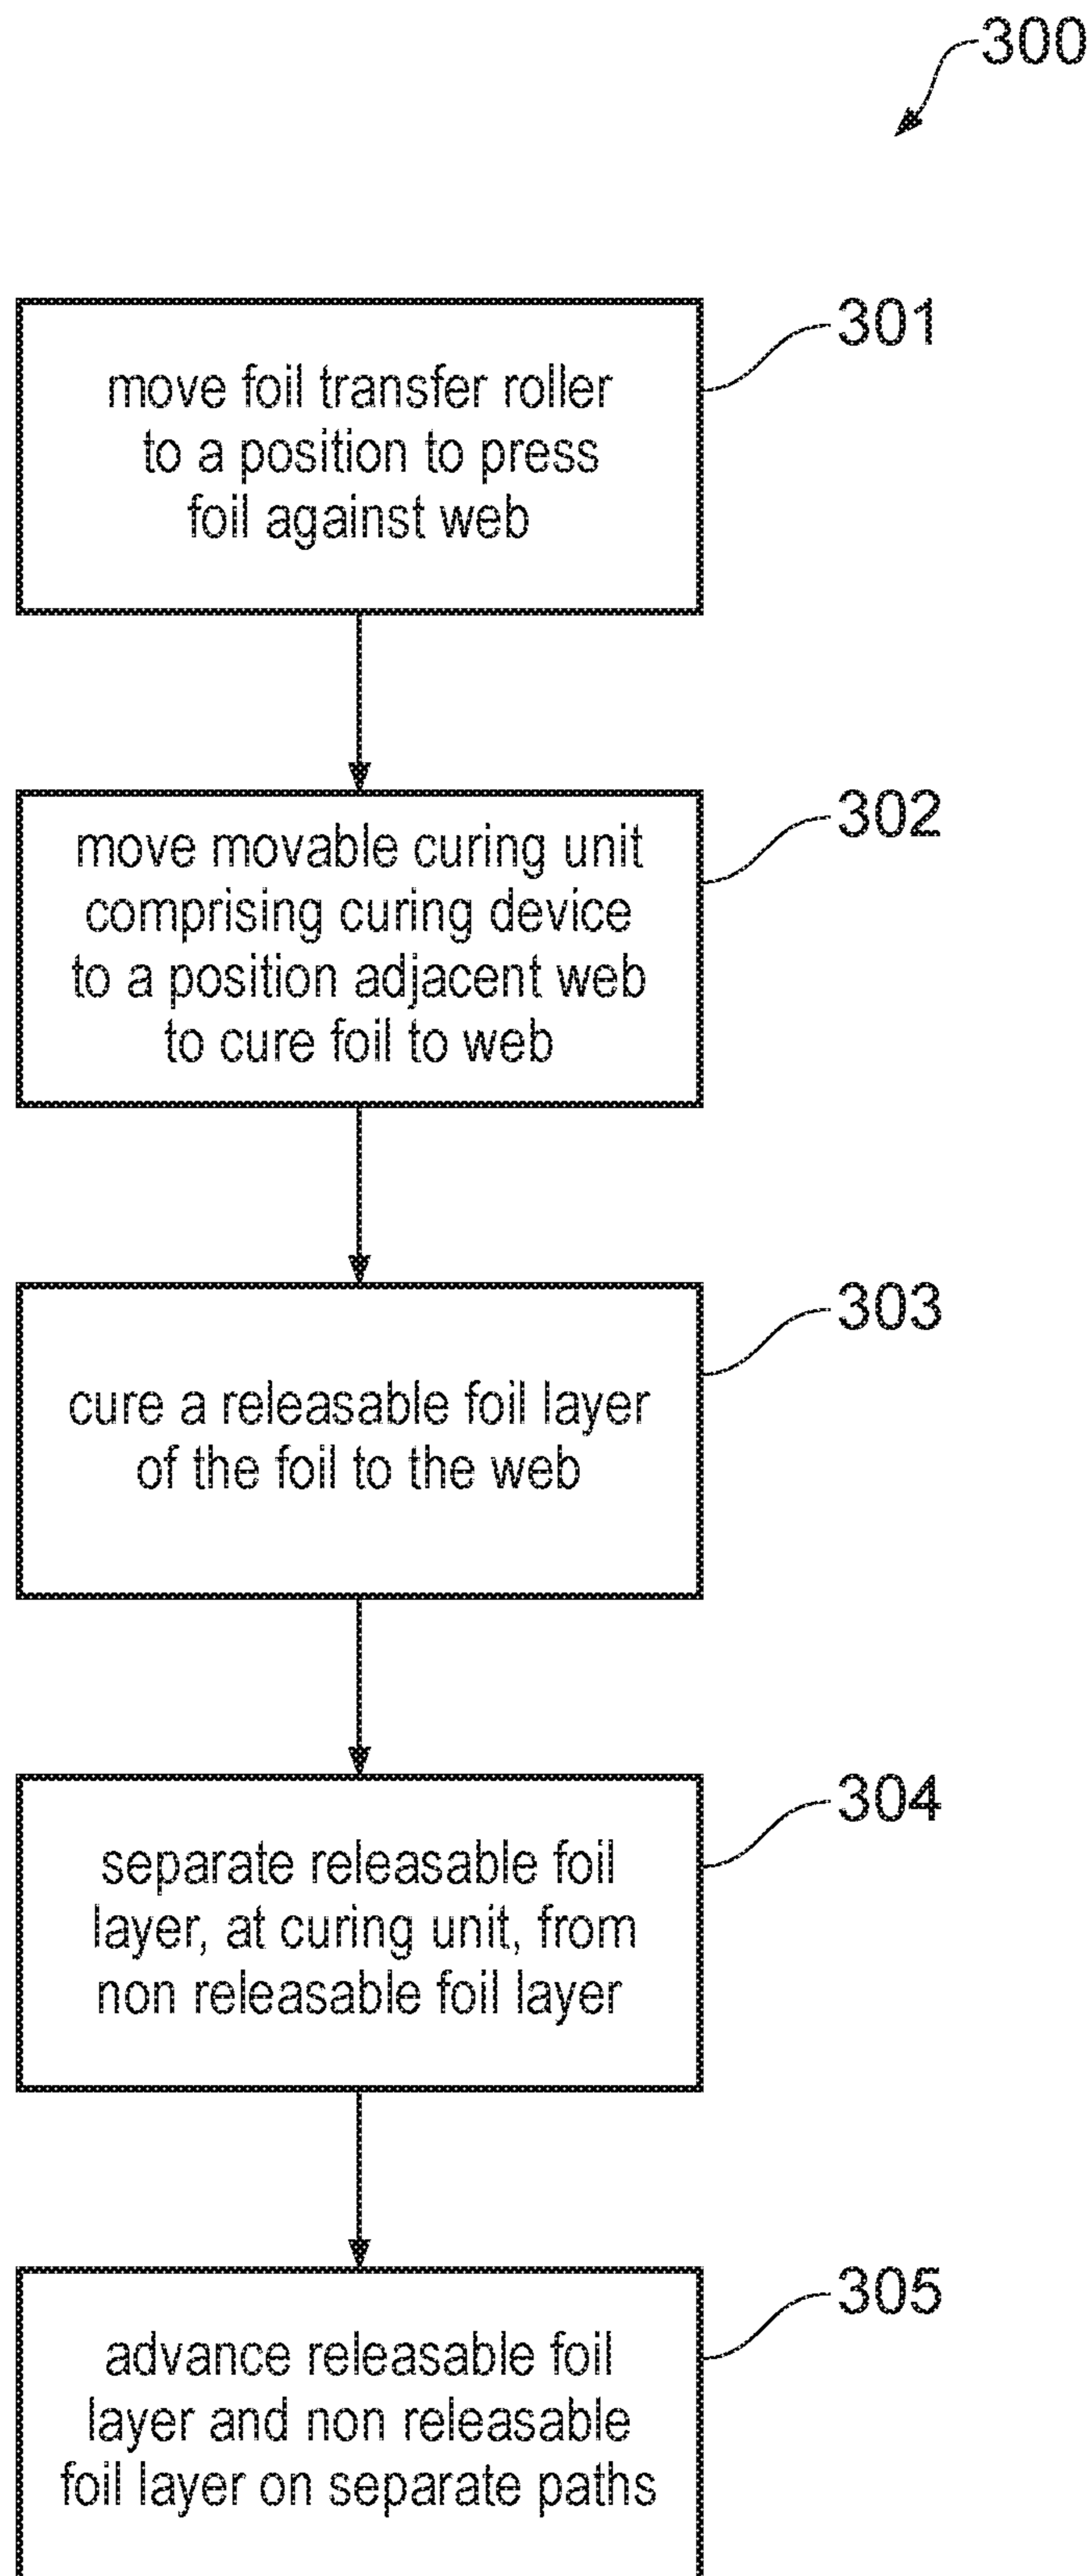 300
301
move foil transfer roller
to a position to press
foil against web
302
move movable curing unit
comprising curing device
to a position adjacent web
to cure foil to web
303
cure a releasable foil layer
of the foil to the web
304
separate releasable foil
layer, at curing unit, from
non releasable foil layer
305
advance releasable foil
layer and non releasable
foil layer on separate paths